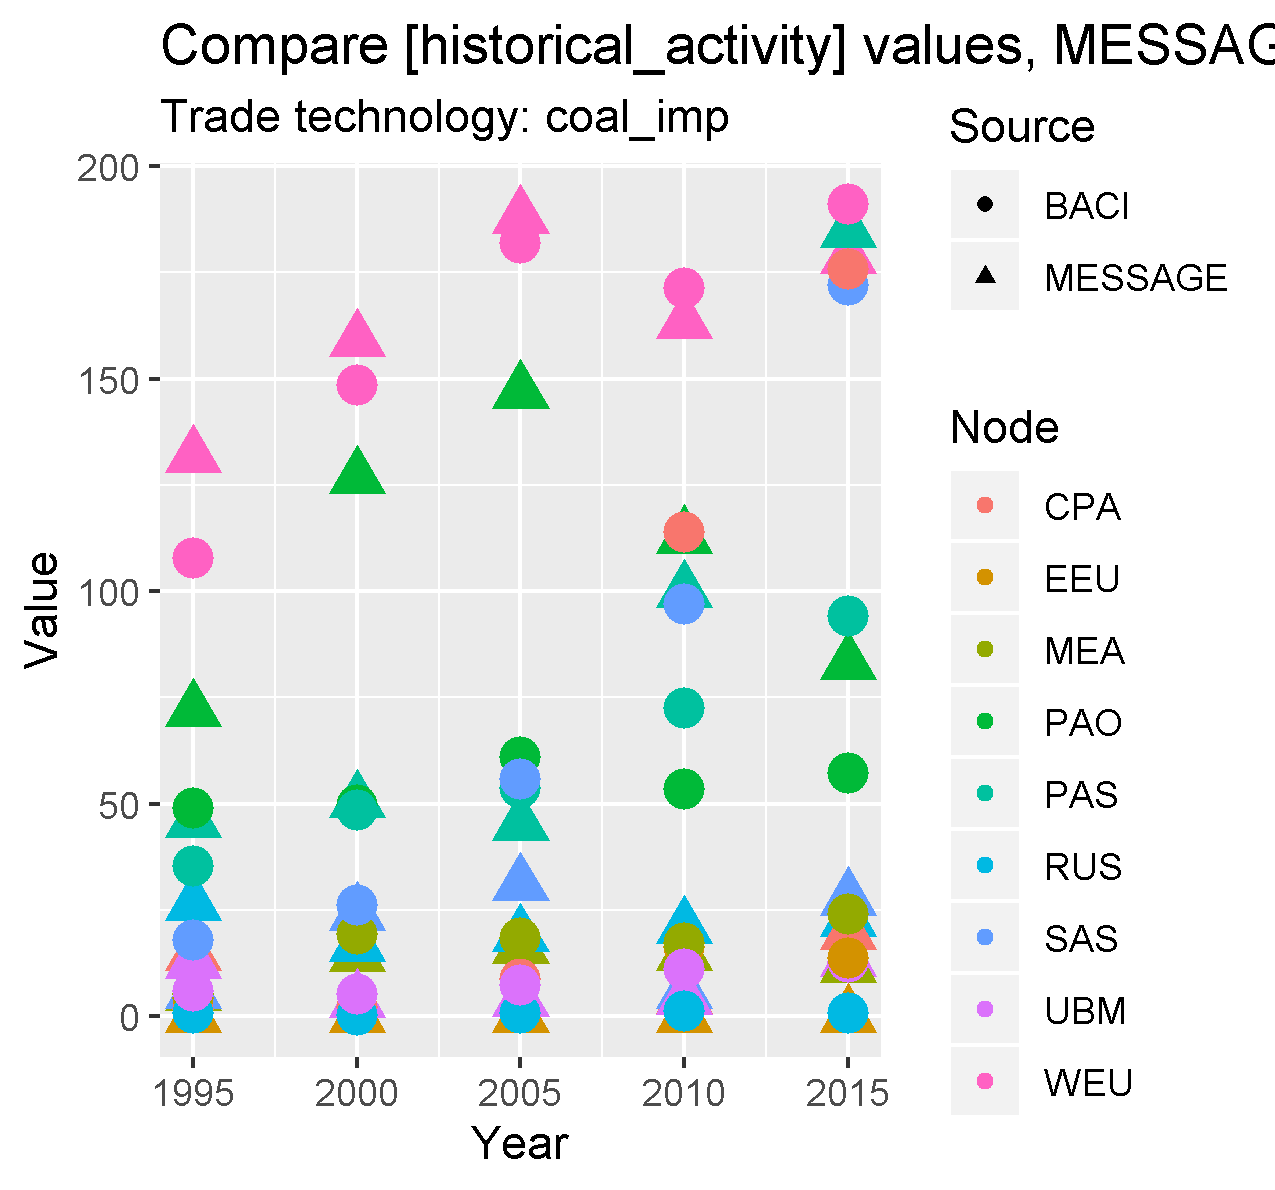 Compare [historical_activity] values, MESSAG
Trade technology: coal_imp
Source
BACI
MESSAGE
Node
CPA
EEU
MEA
PAO
PAS
RUS
SAS
UBM
WEU
Value
200
150
100
50
0
1995 2000 2005 2010 2015
Year